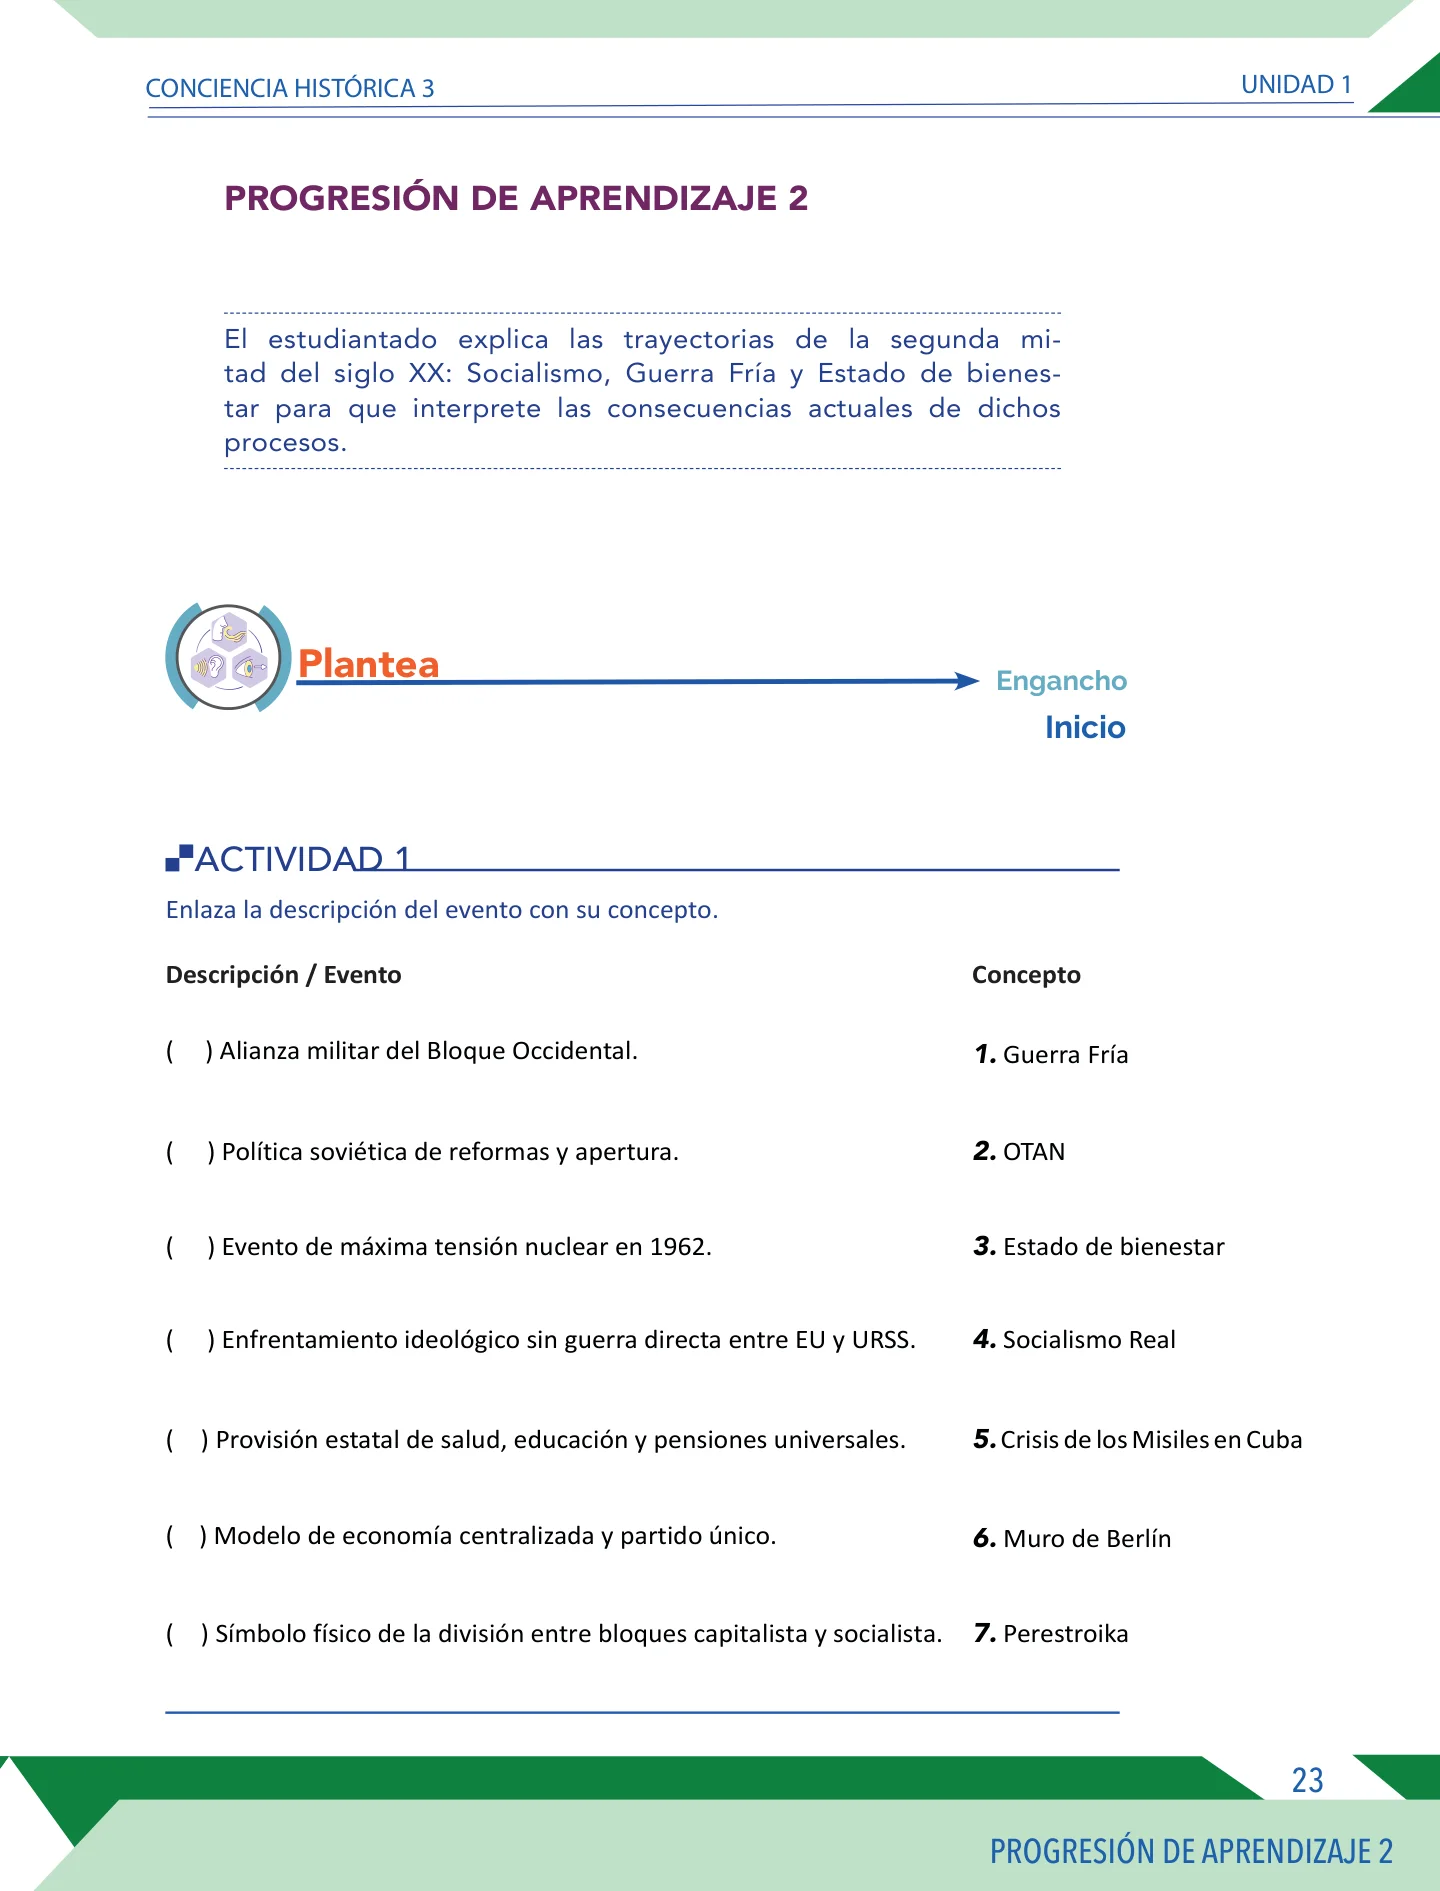 CONCIENCIA HISTÓRICA 3
UNIDAD 1
PROGRESIÓN DE APRENDIZAJE 2
El estudiantado explica las trayectorias de la segunda mi-
tad del siglo XX: Socialismo, Guerra Fría y Estado de bienes-
tar para que interprete las consecuencias actuales de dichos
procesos.
Plantea
Engancho
Inicio
ACTIVIDAD 1
Enlaza la descripción del evento con su concepto.
Descripción / Evento Concepto
( ) Alianza militar del Bloque Occidental. 1. Guerra Fría
( ) Política soviética de reformas y apertura. 2. OTAN
( ) Evento de máxima tensión nuclear en 1962. 3. Estado de bienestar
( ) Enfrentamiento ideológico sin guerra directa entre EU y URSS. 4. Socialismo Real
( ) Provisión estatal de salud, educación y pensiones universales. 5. Crisis de los Misiles en Cuba
( ) Modelo de economía centralizada y partido único. 6. Muro de Berlín
( ) Símbolo físico de la división entre bloques capitalista y socialista. 7. Perestroika
23
PROGRESIÓN DE APRENDIZAJE 2